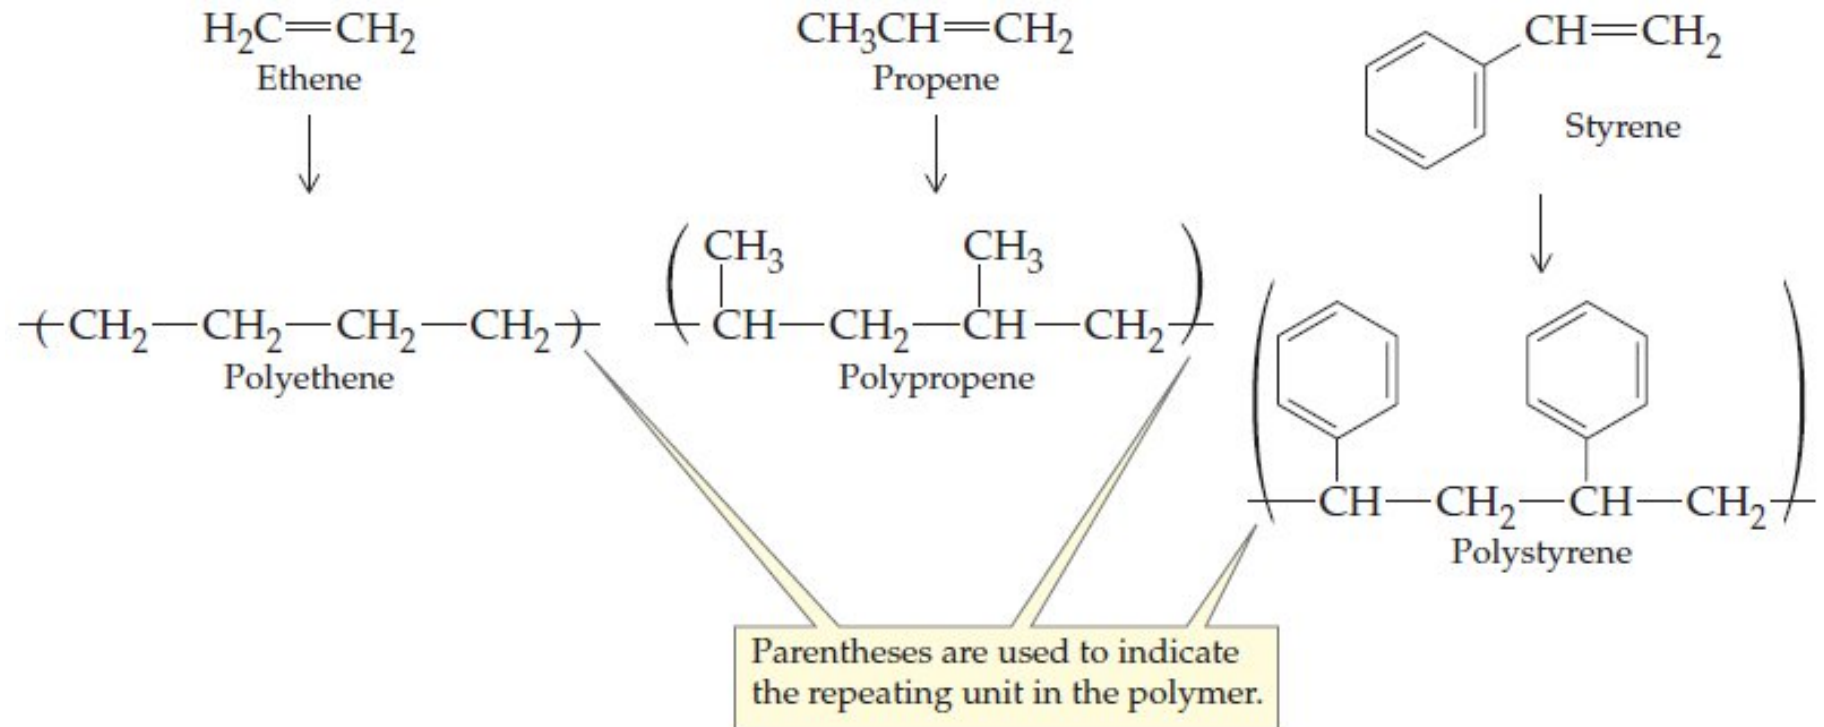 H₂C=CH₂
Ethene
CH₃CH=CH₂
Propene
CH=CH₂
Styrene
(CH₂—CH₂—CH₂—CH₂)
Polyethene
CH₃ CH₃
(CH—CH₂—CH—CH₂)
Polypropene
(CH—CH₂—CH—CH₂)
Polystyrene
Parentheses are used to indicate
the repeating unit in the polymer.